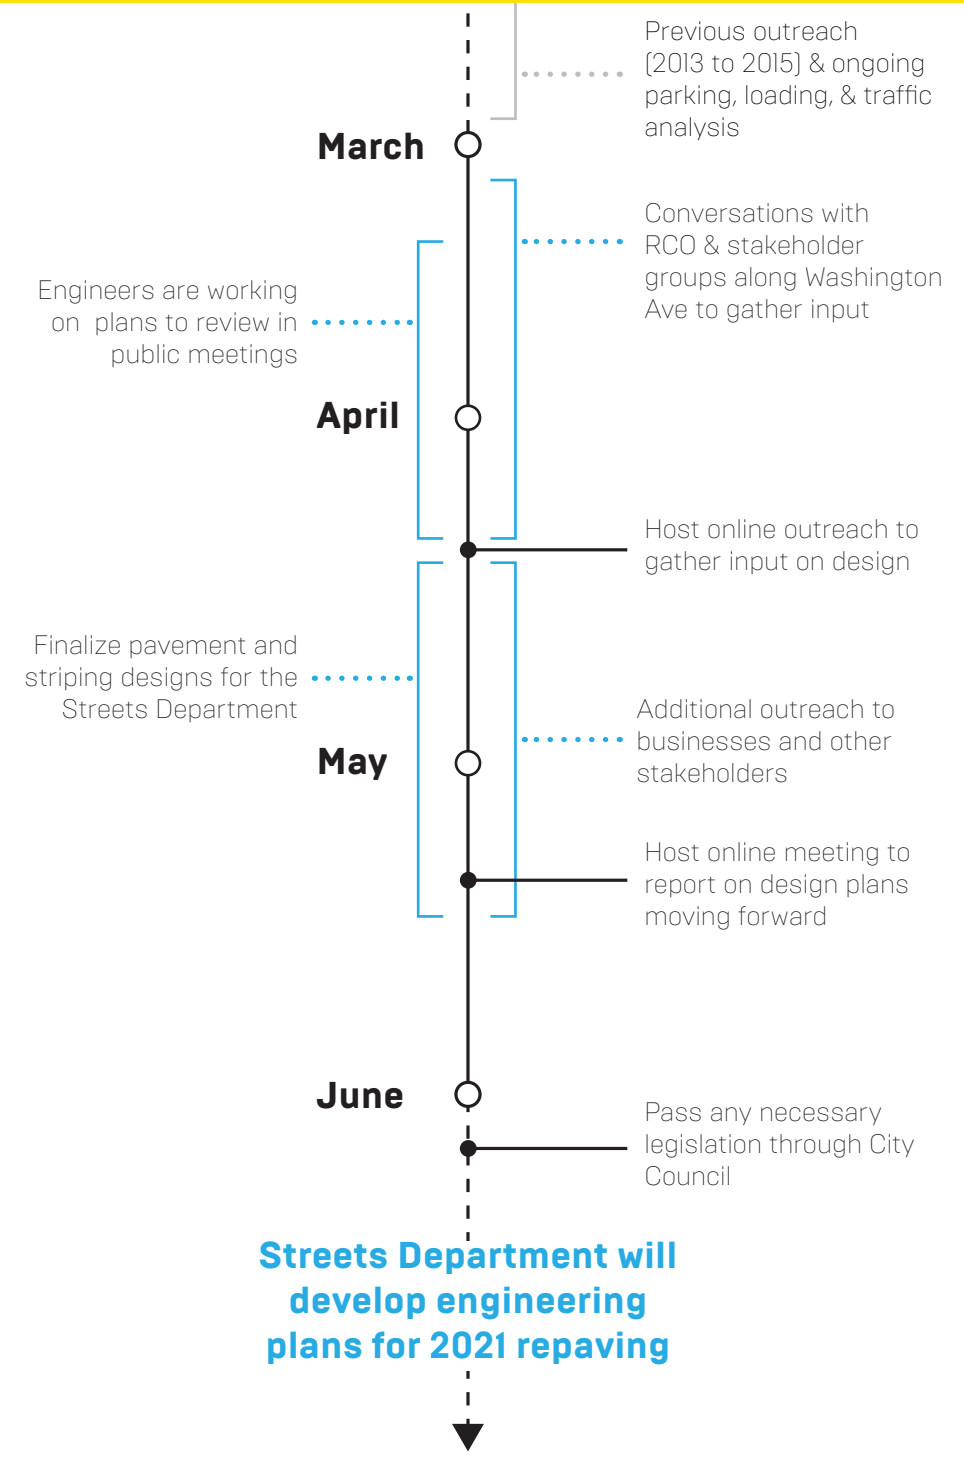 Previous outreach
(2013 to 2015) & ongoing
parking, loading, & traffic
analysis
March
Conversations with
RCO & stakeholder
groups along Washington
Ave to gather input
Engineers are working
on plans to review in
public meetings
April
Host online outreach to
gather input on design
Finalize pavement and
striping designs for the
Streets Department
Additional outreach to
businesses and other
stakeholders
May
Host online meeting to
report on design plans
moving forward
June
Pass any necessary
legislation through City
Council
Streets Department will
develop engineering
plans for 2021 repaving